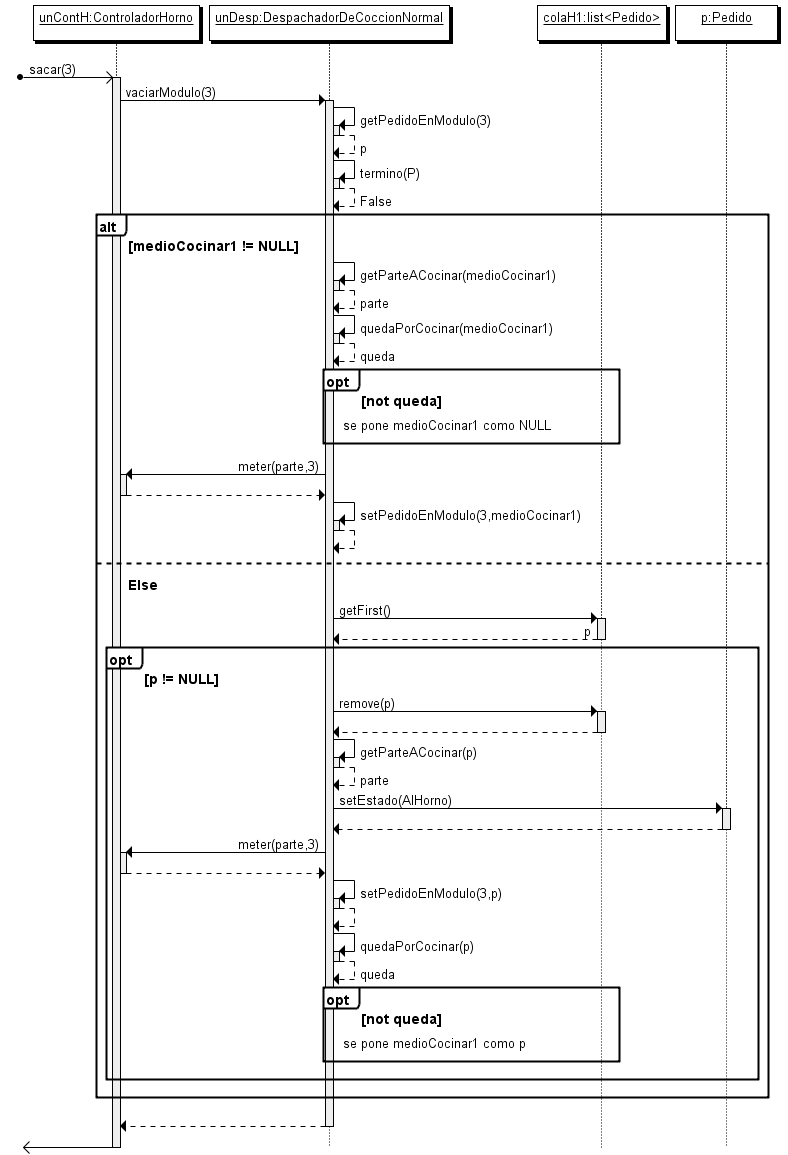 unContH:ControladorHorno
unDesp:DespachadorDeCoccionNormal
colaH1:list<Pedido>
p:Pedido
sacar(3)
vaciarModulo(3)
getPedidoEnModulo(3)
p
termino(P)
False
alt
[medioCocinar1 != NULL]
getParteACocinar(medioCocinar1)
parte
quedaPorCocinar(medioCocinar1)
queda
opt
[not queda]
se pone medioCocinar1 como NULL
meter(parte,3)
setPedidoEnModulo(3,medioCocinar1)
Else
getFirst()
p
opt
[p != NULL]
remove(p)
getParteACocinar(p)
parte
setEstado(AlHorno)
meter(parte,3)
setPedidoEnModulo(3,p)
quedaPorCocinar(p)
queda
opt
[not queda]
se pone medioCocinar1 como p